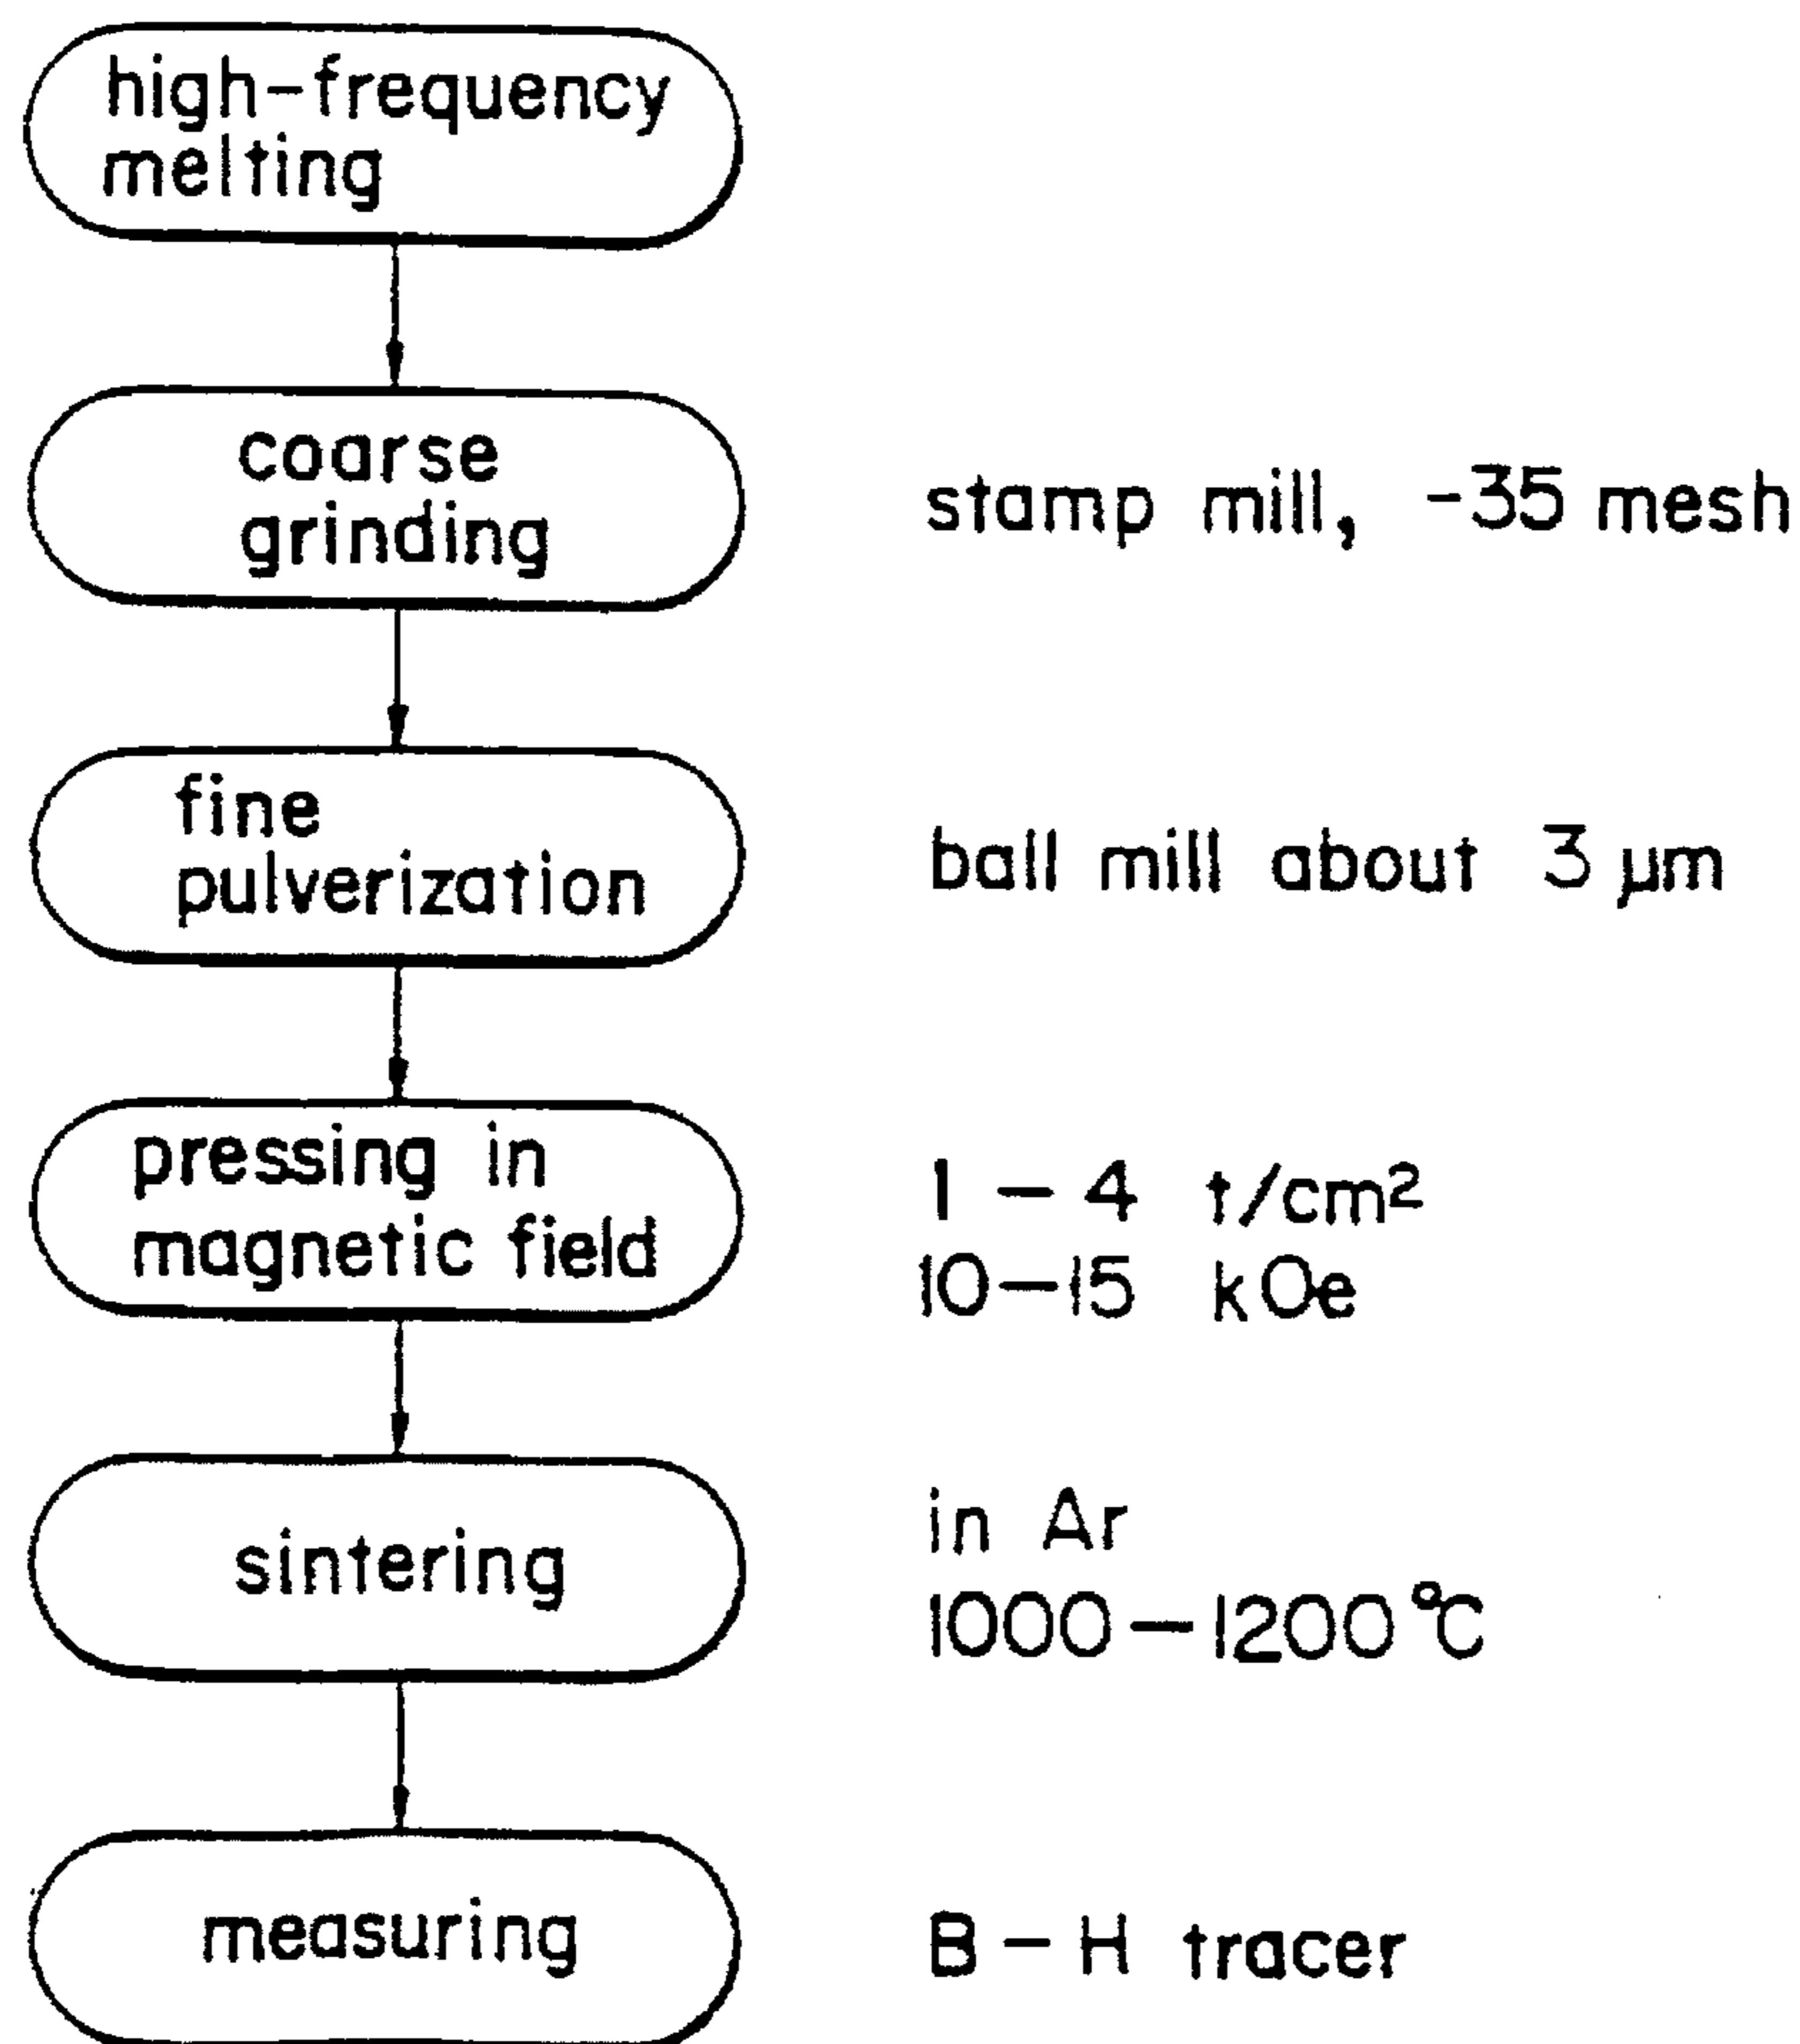 high-frequency
melting
coarse
grinding
stamp mill, -35 mesh
fine
pulverization
ball mill about 3 μm
pressing in
magnetic field
1 - 4 t/cm²
10-15 kOe
sintering
in Ar
1000-1200°C
measuring
B - H tracer